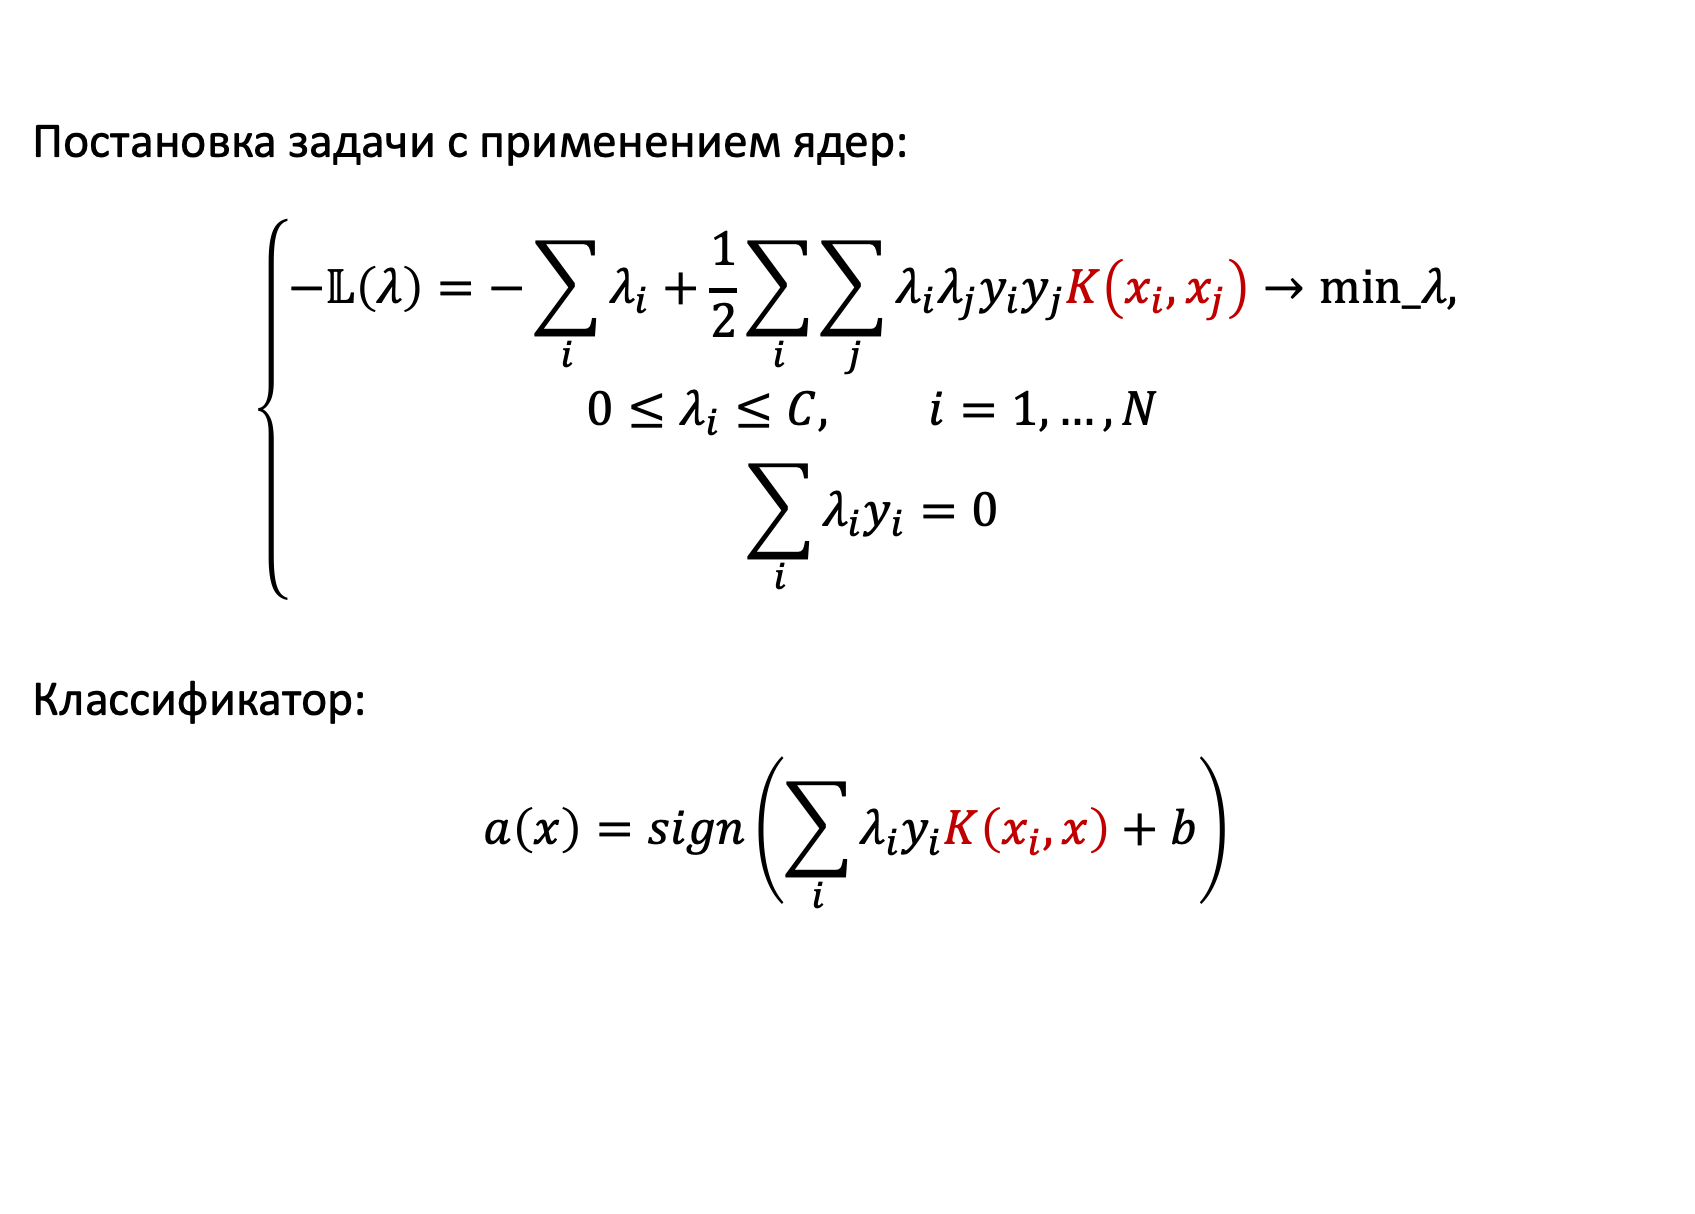 Постановка задачи с применением ядер:
−𝕃(λ) = − ∑_i λ_i + 1/2 ∑_i ∑_j λ_i λ_j y_i y_j K(x_i, x_j) → min_λ,
0 ≤ λ_i ≤ C, i = 1, … , N
∑_i λ_i y_i = 0
Классификатор:
a(x) = sign(∑_i λ_i y_i K(x_i, x) + b)